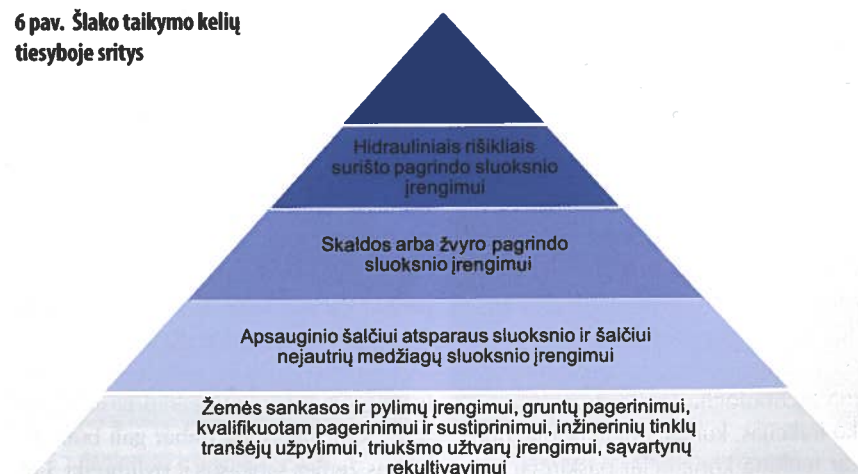 6 pav. Šlako taikymo kelių
tiesyboje sritys
Hidrauliniais rišikliais
surišto pagrindo sluoksnio
įrengimui
Skaldos arba žvyro pagrindo
sluoksnio įrengimui
Apsauginio šalčiui atsparaus sluoksnio ir šalčiui
nejautrių medžiagų sluoksnio įrengimui
Žemės sankasos ir pylimų įrengimui, gruntų pagerinimui,
kvalifikuotam pagerinimui ir sustiprinimui, inžinerinių tinklų
tranšėjų užpylimui, triukšmo užtvarų įrengimui, sąvartynų
rekultivavimui